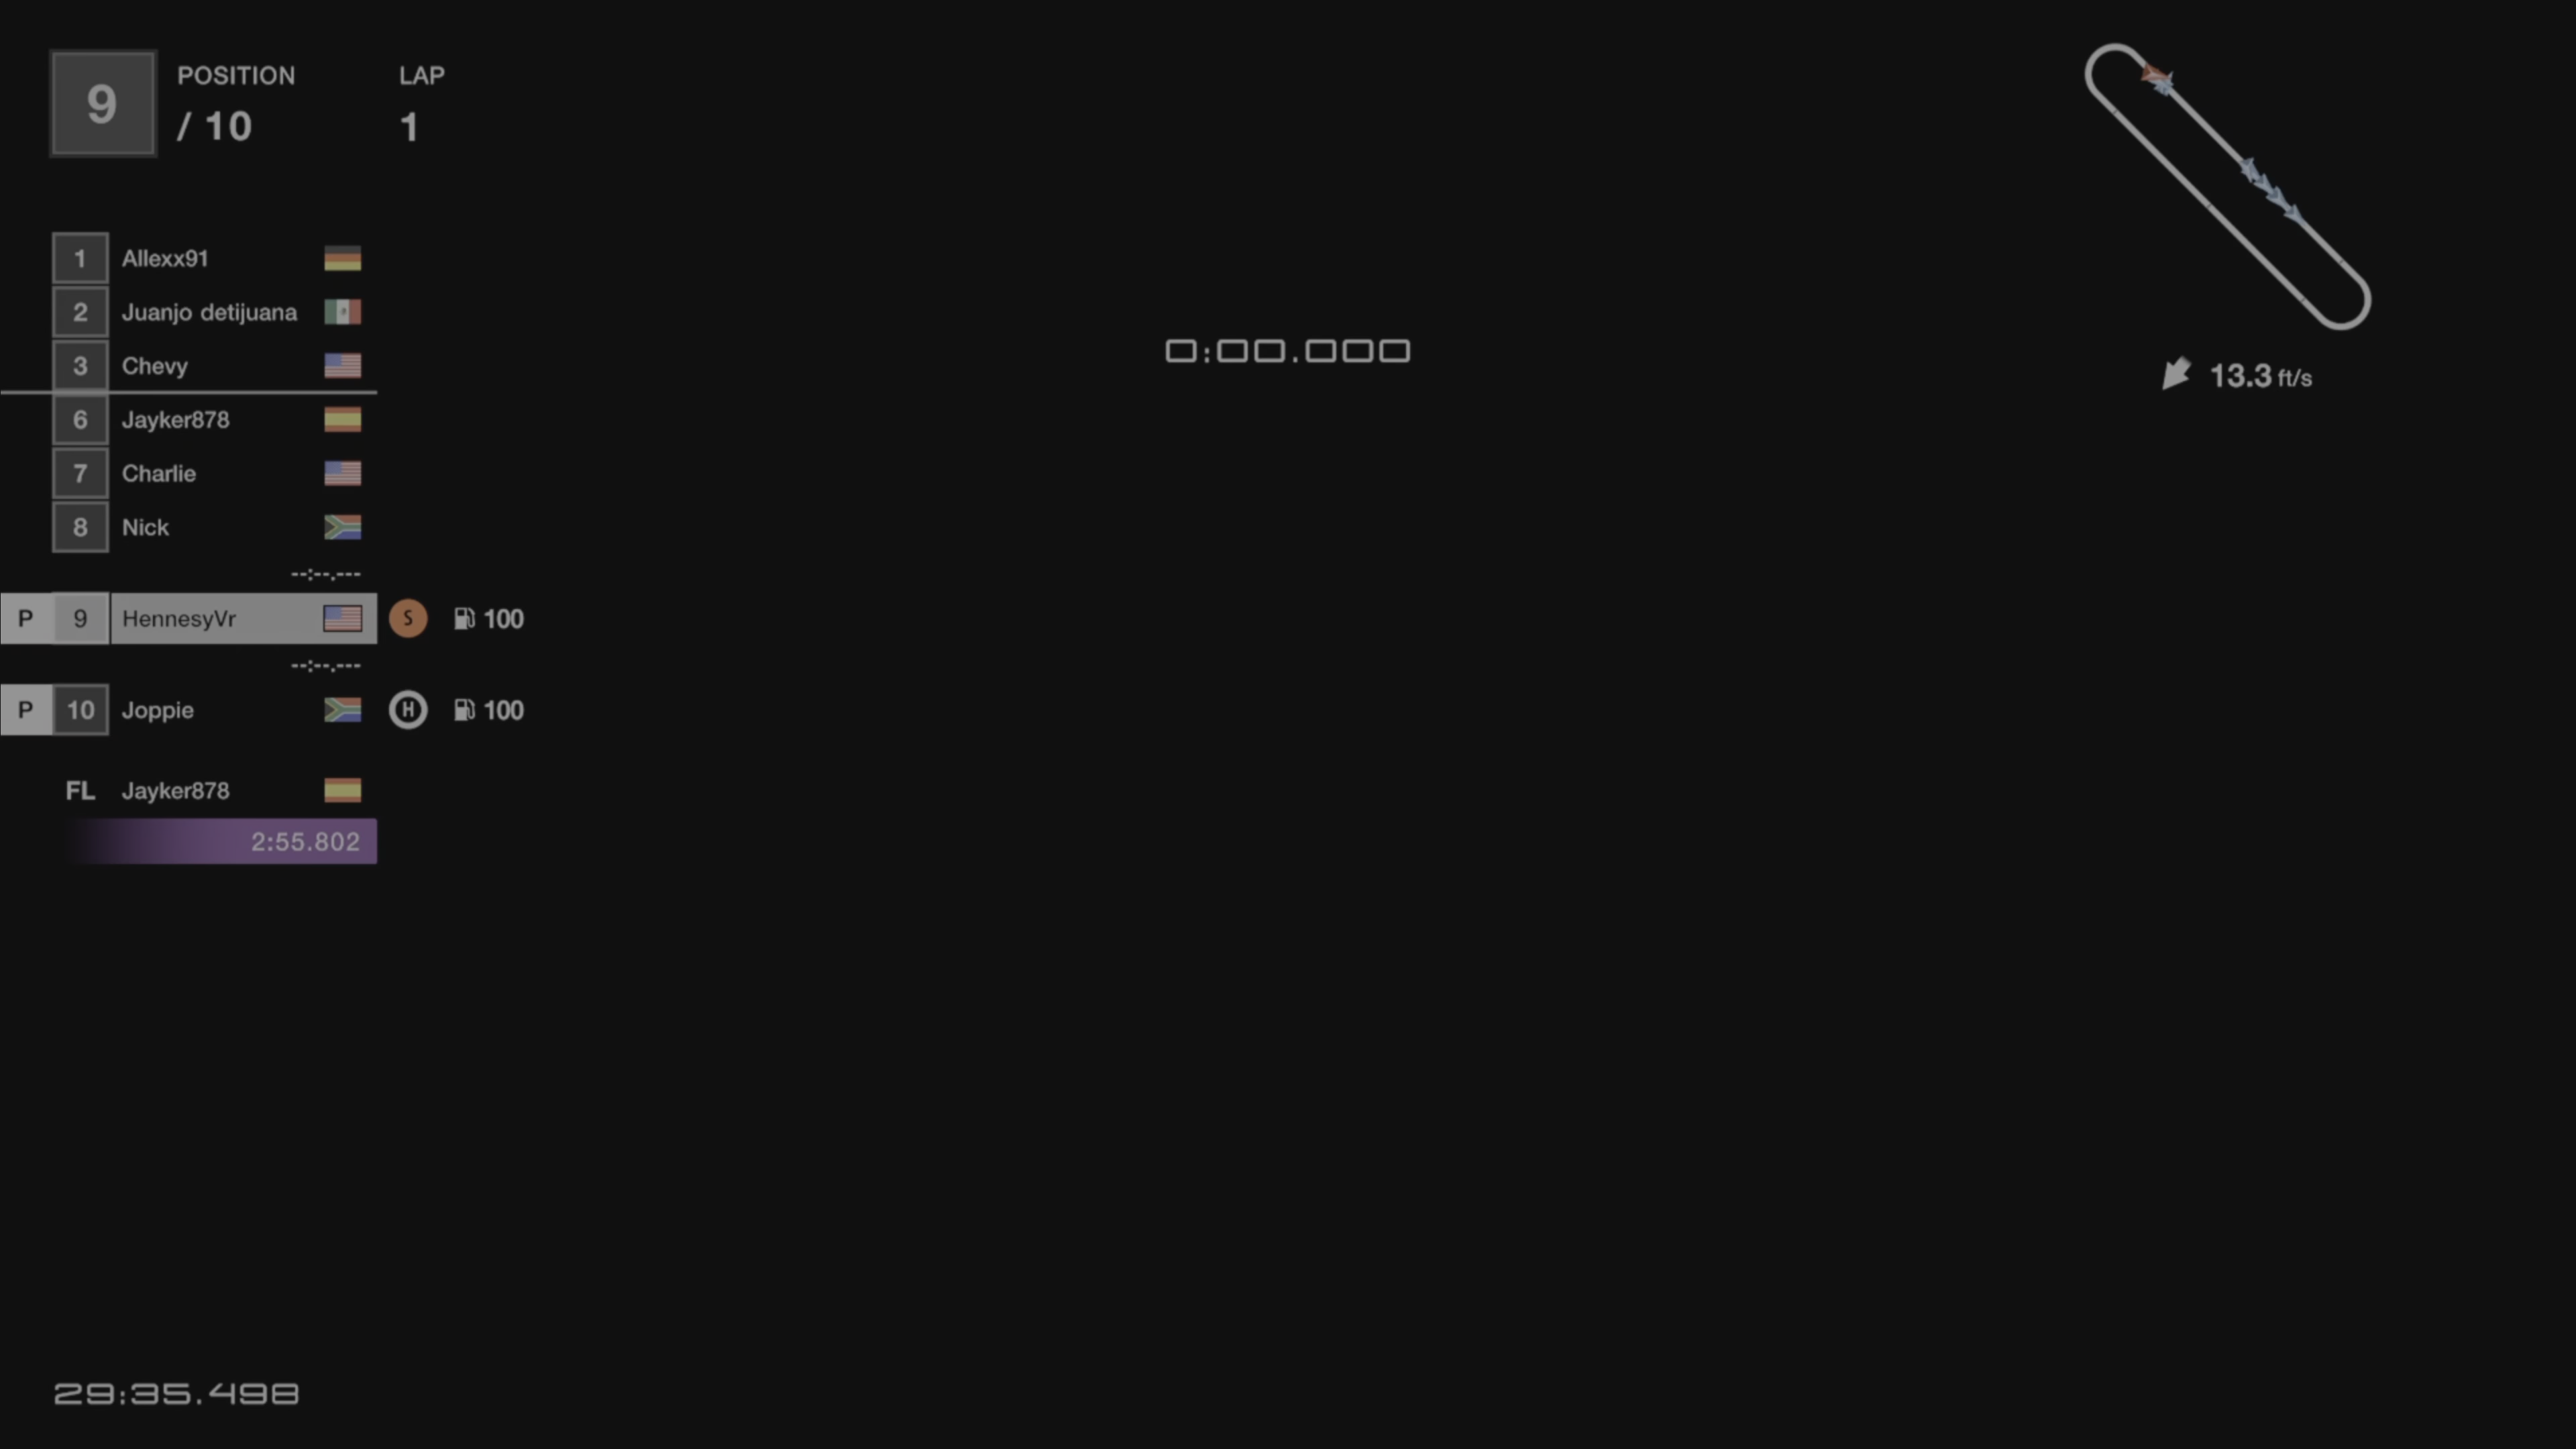 9 POSITION LAP
/ 10 1
1 Allexx91
2 Juanjo detijuana
3 Chevy
6 Jayker878
7 Charlie
8 Nick
--:--.---
P 9 HennesyVr S 100
--:--.---
P 10 Joppie H 100
FL Jayker878
2:55.802
0:00.000
13.3 ft/s
29:35.498